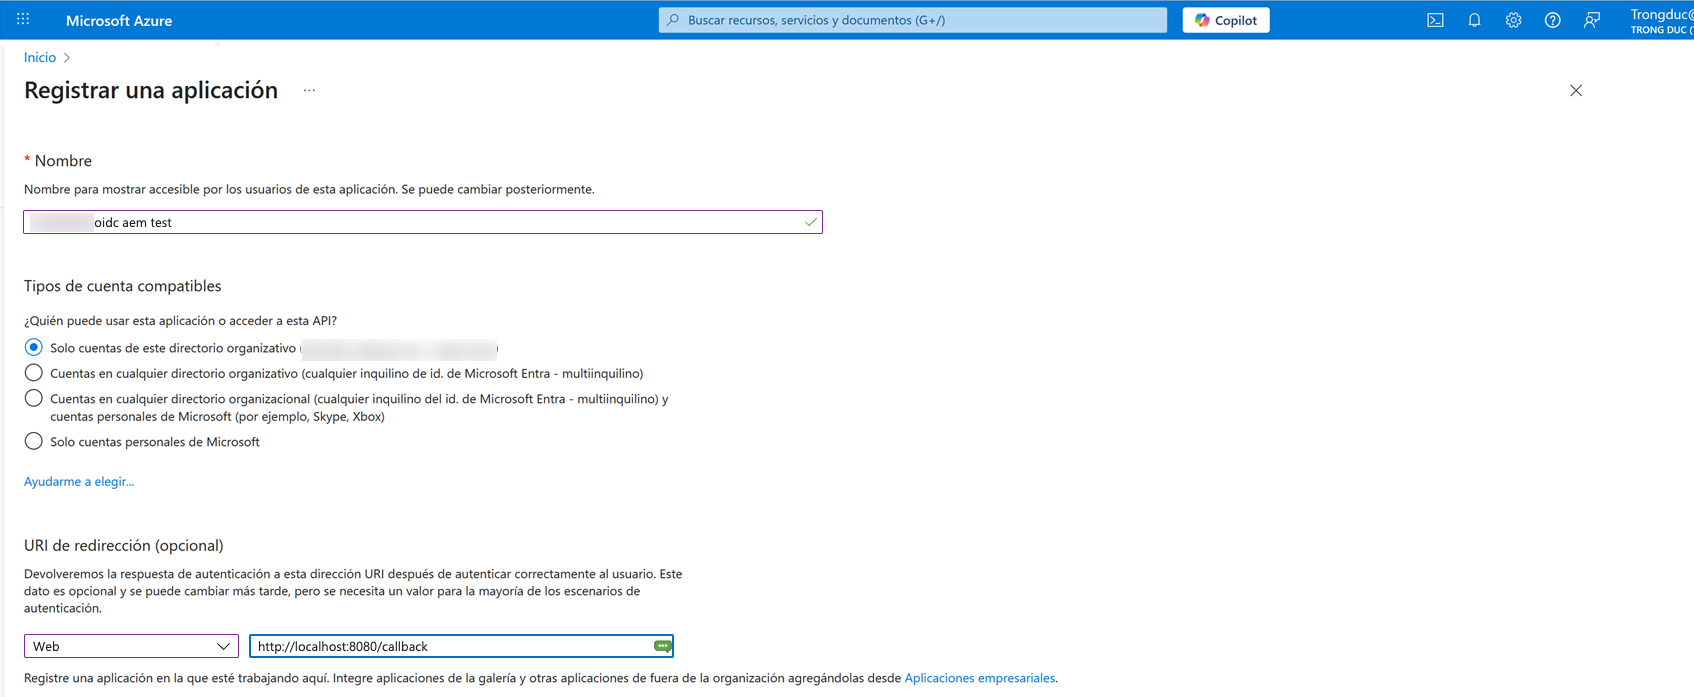 Microsoft Azure
Buscar recursos, servicios y documentos (G+/)
Copilot
Trongduc@
TRONG DUC (
Inicio
Registrar una aplicación
...
* Nombre
Nombre para mostrar accesible por los usuarios de esta aplicación. Se puede cambiar posteriormente.
oidc aem test
Tipos de cuenta compatibles
¿Quién puede usar esta aplicación o acceder a esta API?
Solo cuentas de este directorio organizativo ( )
Cuentas en cualquier directorio organizativo (cualquier inquilino de id. de Microsoft Entra - multiinquilino)
Cuentas en cualquier directorio organizacional (cualquier inquilino del id. de Microsoft Entra - multiinquilino) y
cuentas personales de Microsoft (por ejemplo, Skype, Xbox)
Solo cuentas personales de Microsoft
Ayudarme a elegir...
URI de redirección (opcional)
Devolveremos la respuesta de autenticación a esta dirección URI después de autenticar correctamente al usuario. Este
dato es opcional y se puede cambiar más tarde, pero se necesita un valor para la mayoría de los escenarios de
autenticación.
Web
http://localhost:8080/callback
Registre una aplicación en la que esté trabajando aquí. Integre aplicaciones de la galería y otras aplicaciones de fuera de la organización agregándolas desde Aplicaciones empresariales.